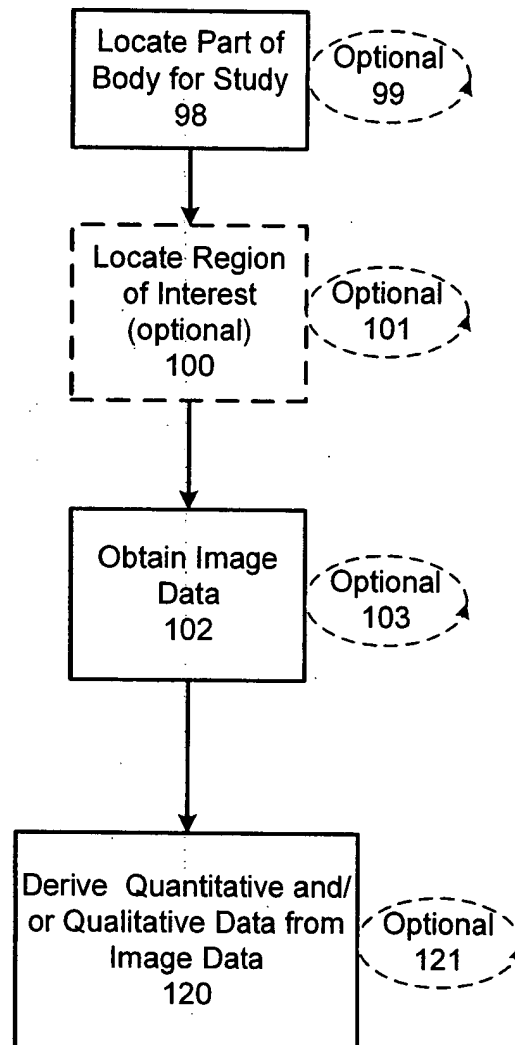 Locate Part of
Body for Study
98
Optional
99
Locate Region
of Interest
(optional)
100
Optional
101
Obtain Image
Data
102
Optional
103
Derive Quantitative and/
or Qualitative Data from
Image Data
120
Optional
121